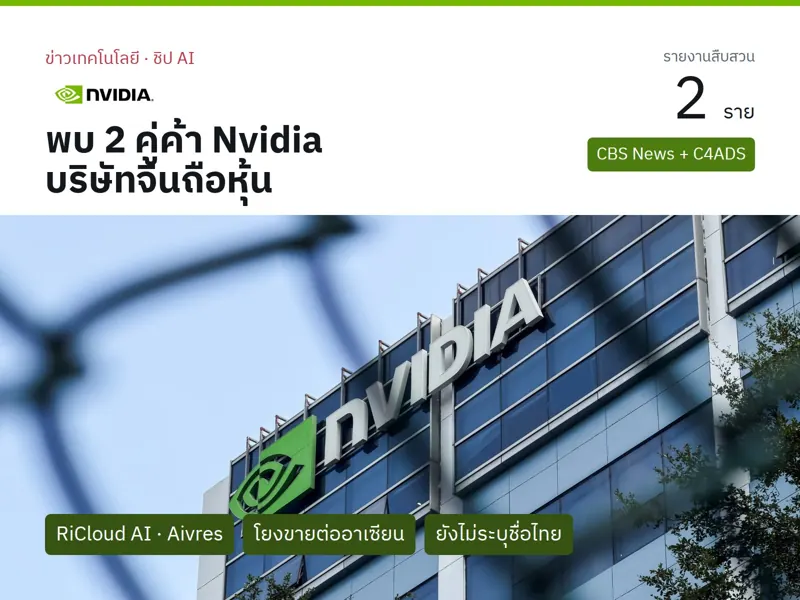 ข่าวเทคโนโลยี · ชิป AI
NVIDIA.
พบ 2 คู่ค้า Nvidia
บริษัทจีนถือหุ้น
รายงานสืบสวน
2 ราย
CBS News + C4ADS
NVIDIA
RiCloud AI · Aivres
โยงขายต่ออาเซียน
ยังไม่ระบุชื่อไทย